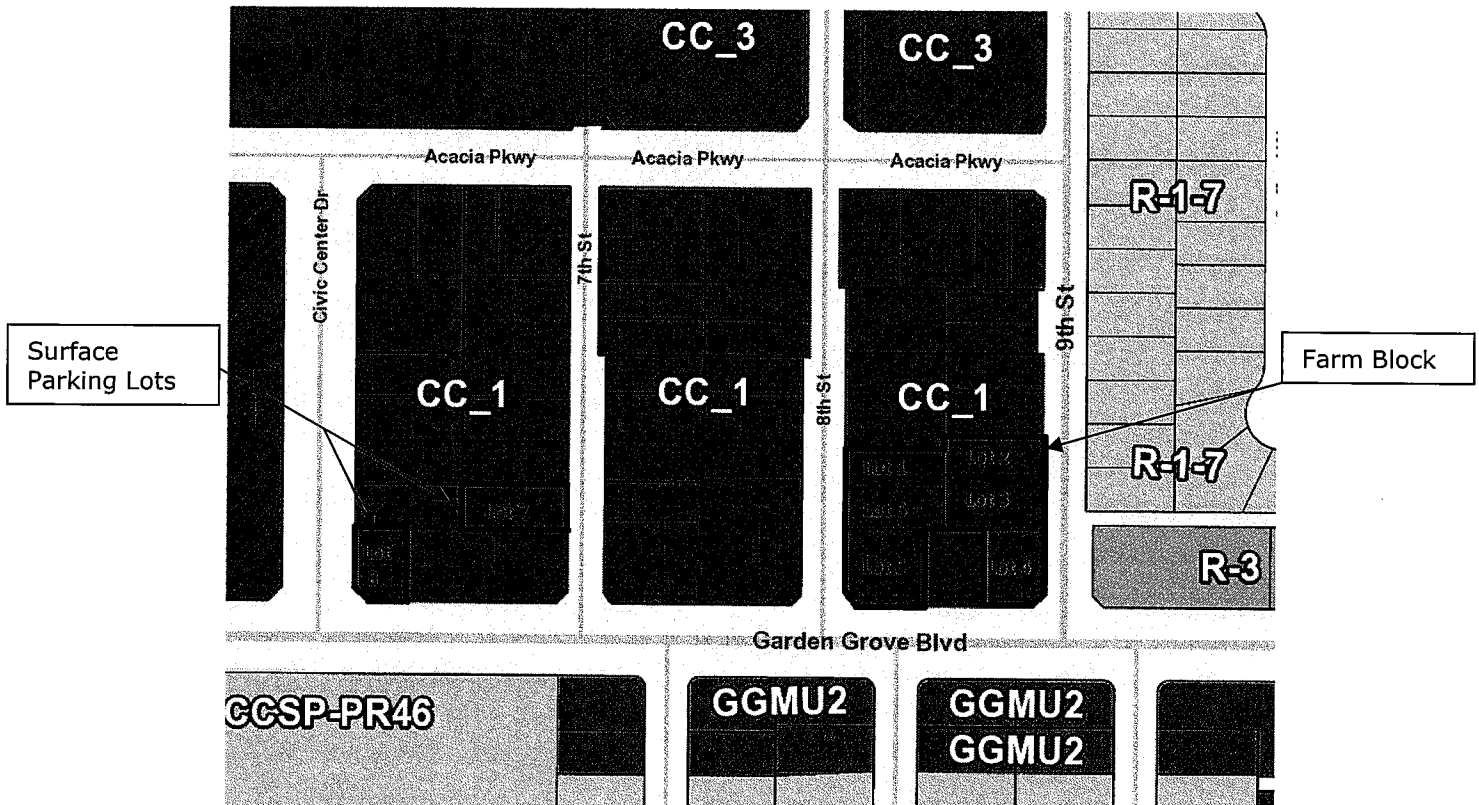 CC_3
CC_3
Acacia Pkwy
Acacia Pkwy
Acacia Pkwy
R-1-7
Civic Center Dr
7th St
9th St
Surface
Parking Lots
Farm Block
CC_1
CC_1
CC_1
8th St
R-1-7
Lot 2
Lot 3
Lot 7
Lot
8
Lot 6
R-3
Garden Grove Blvd
CCSP-PR46
GGMU2
GGMU2
GGMU2